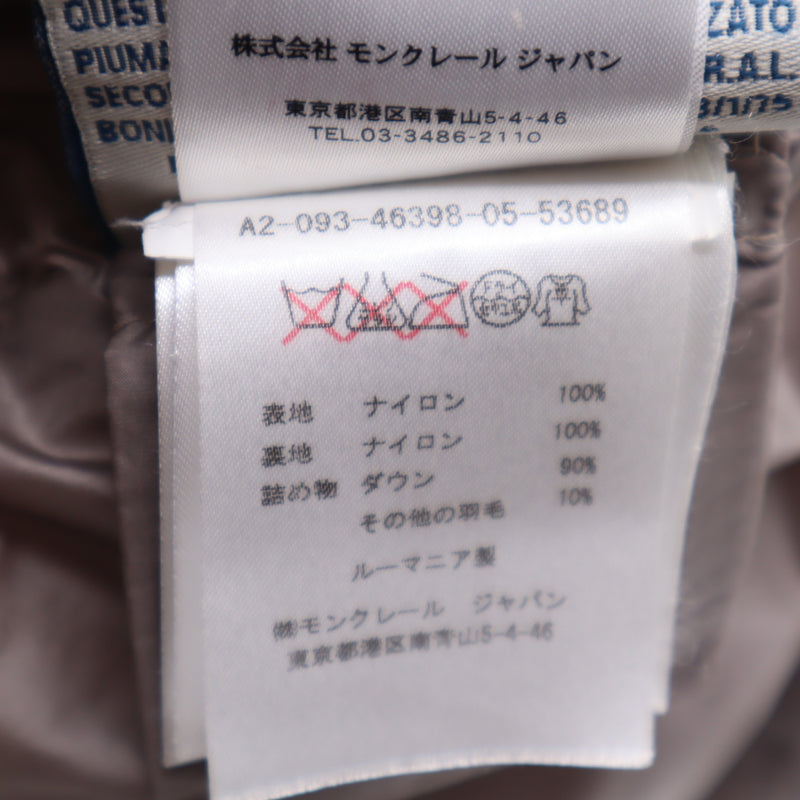 QUEST
PIUMA
SECO
BONI
ZATO
R.A.L.
3/1/75
株式会社 モンクレール ジャパン
東京都港区南青山5-4-46
TEL.03-3486-2110
A2-093-46398-05-53689
表地 ナイロン 100%
裏地 ナイロン 100%
詰め物 ダウン 90%
その他の羽毛 10%
ルーマニア製
㈱モンクレール ジャパン
東京都港区南青山5-4-46